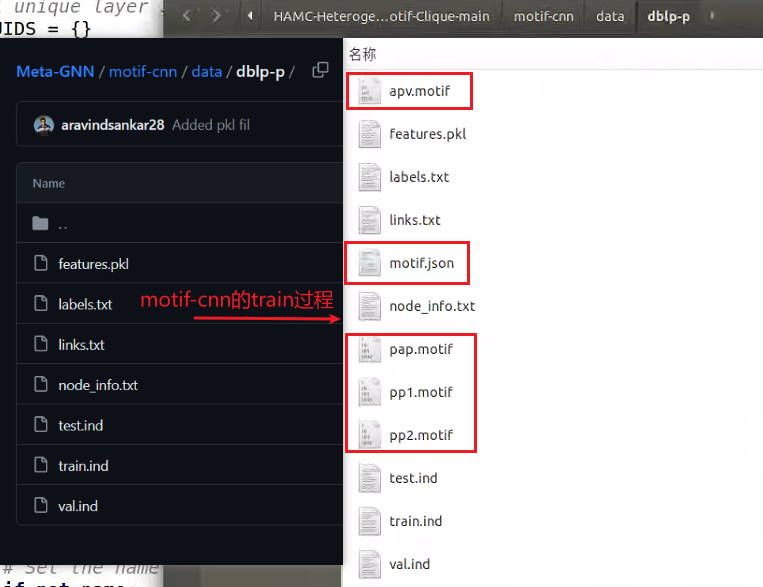 unique layer
UIDS = {}
HAMC-Heteroge…otif-Clique-main
motif-cnn
data
dblp-p
名称
Meta-GNN / motif-cnn / data / dblp-p /
aravindsankar28 Added pkl fil
Name
..
features.pkl
labels.txt
links.txt
node_info.txt
test.ind
train.ind
val.ind
motif-cnn的train过程
apv.motif
features.pkl
labels.txt
links.txt
motif.json
node_info.txt
pap.motif
pp1.motif
pp2.motif
test.ind
train.ind
val.ind
# Set the name
if not name: